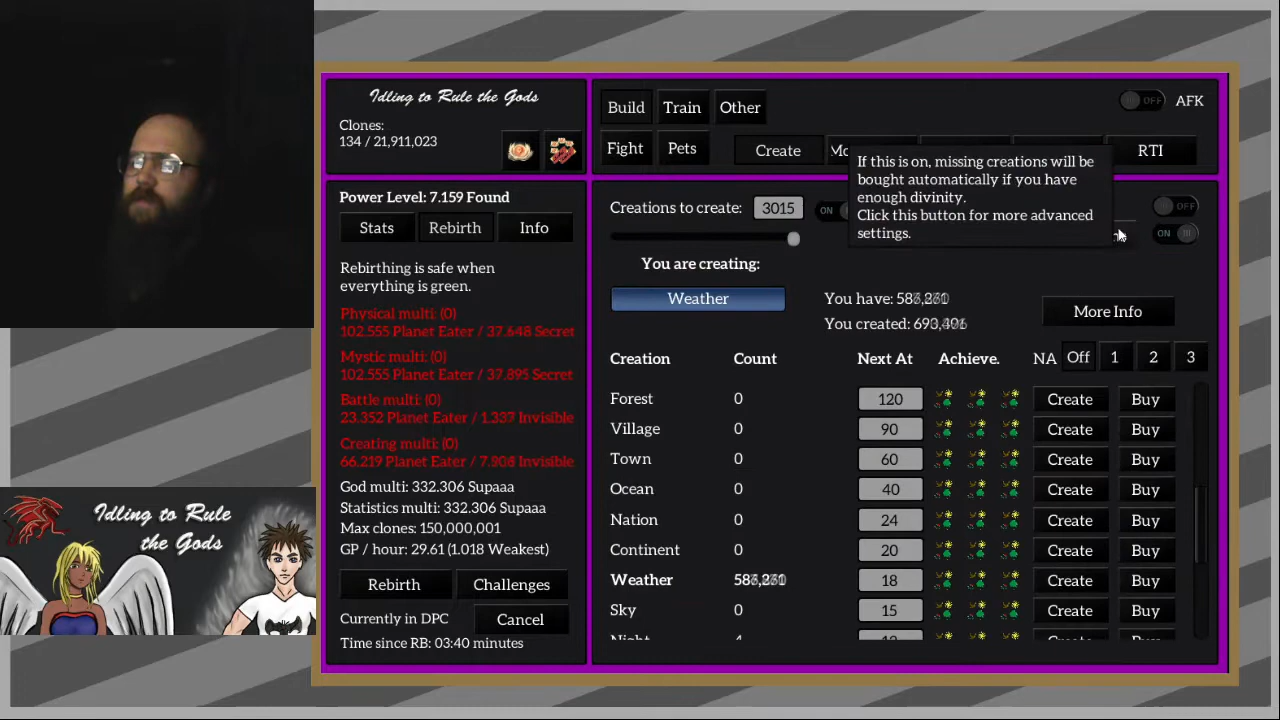 Idling to Rule the Gods
Clones:
134 / 21,911,023
Build
Train
Other
OFF
AFK
Fight
Pets
Create
RTI
If this is on, missing creations will be
bought automatically if you have
enough divinity.
Click this button for more advanced
settings.
Power Level: 7.159 Found
Stats
Rebirth
Info
Rebirthing is safe when
everything is green.
Physical multi: (0)
102.555 Planet Eater / 37.648 Secret
Mystic multi: (0)
102.555 Planet Eater / 37.895 Secret
Battle multi: (0)
23.352 Planet Eater / 1.337 Invisible
Creating multi: (0)
66.219 Planet Eater / 7.908 Invisible
God multi: 332.306 Supaaa
Statistics multi: 332.306 Supaaa
Max clones: 150,000,001
GP / hour: 29.61 (1.018 Weakest)
Rebirth
Challenges
Currently in DPC
Cancel
Time since RB: 03:40 minutes
Creations to create:
3015
ON
OFF
ON
You are creating:
Weather
You have:
You created:
More Info
Creation
Count
Next At
Achieve.
NA
Off
1
2
3
Forest 0 120 Create Buy
Village 0 90 Create Buy
Town 0 60 Create Buy
Ocean 0 40 Create Buy
Nation 0 24 Create Buy
Continent 0 20 Create Buy
Weather 18 Create Buy
Sky 0 15 Create Buy
Night
Idling to Rule
the Gods